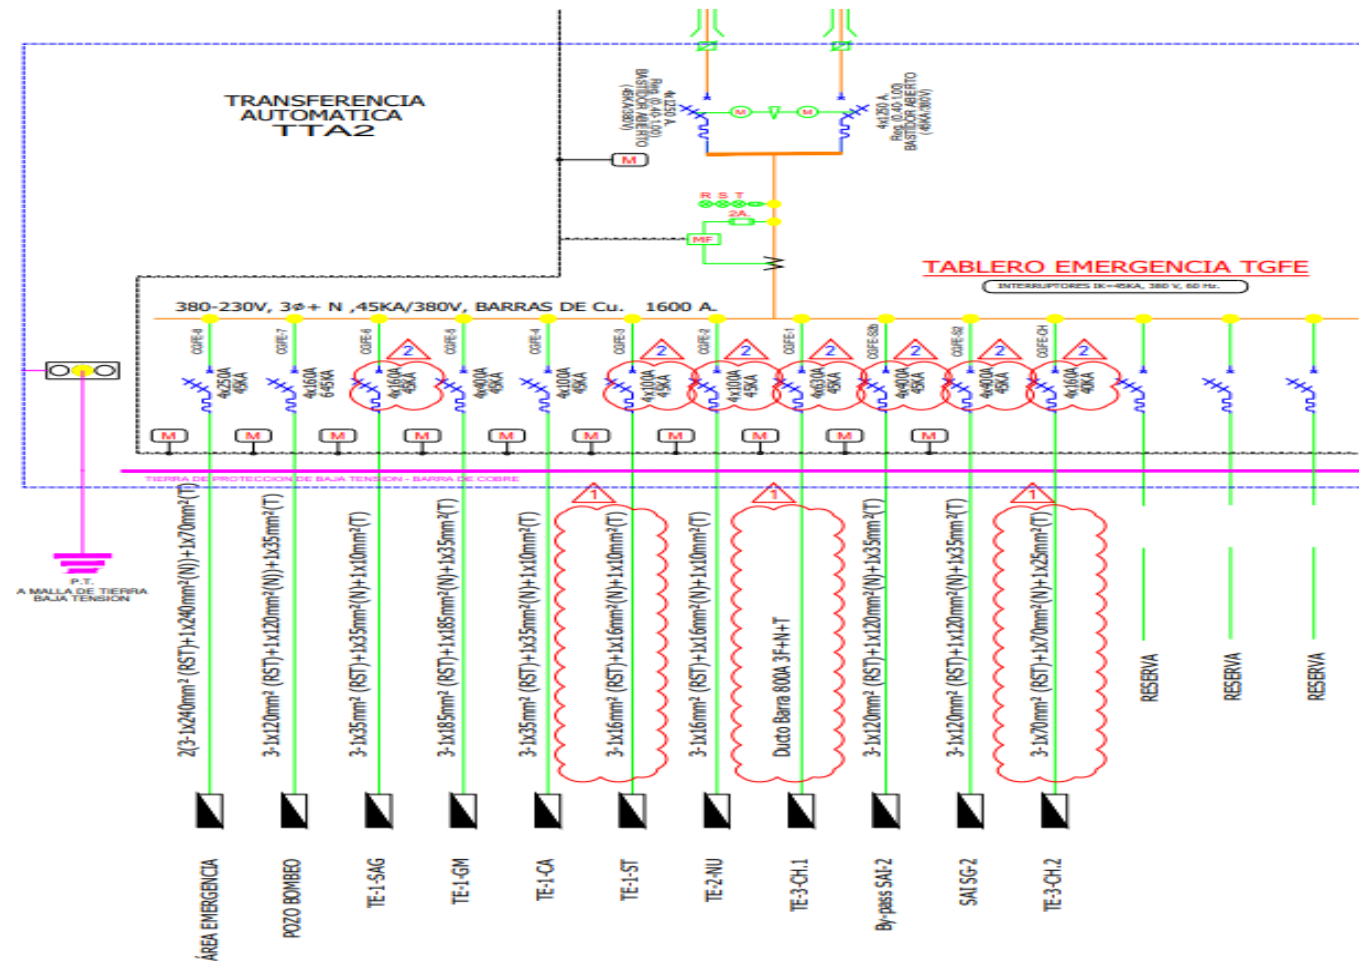 TRANSFERENCIA
AUTOMATICA
TTA2
4x1250 A.
Reg. (0.40-1.00)
BASTIDOR ABIERTO
(45KA/380V)
M
M
4x1250 A.
Reg. (0.40-1.00)
BASTIDOR ABIERTO
(45KA/380V)
M
R S T
2A.
MF
TABLERO EMERGENCIA TGFE
INTERRUPTORES IK=45KA, 380 V, 60 Hz.
380-230V, 3ø+ N ,45KA/380V, BARRAS DE Cu. 1600 A.
CGFE-8
CGFE-7
CGFE-6
CGFE-5
CGFE-4
CGFE-3
CGFE-2
CGFE-1
CGFE-S2b
CGFE-S2
CGFE-CH
2
2
2
2
2
2
2
4x250A
45KA
4x160A
645KA
4x160A
45KA
4x400A
45KA
4x100A
45KA
4x100A
45KA
4x100A
45KA
4x630A
45KA
4x400A
45KA
4x400A
45KA
4x160A
40KA
M
M
M
M
M
M
M
M
M
M
TIERRA DE PROTECCION DE BAJA TENSION - BARRA DE COBRE
1
1
1
P.T.
A MALLA DE TIERRA
BAJA TENSION
2(3-1x240mm² (RST)+1x240mm²(N))+1x70mm²(T)
3-1x120mm² (RST)+1x120mm²(N))+1x35mm²(T)
3-1x35mm² (RST)+1x35mm²(N)+1x10mm²(T)
3-1x185mm² (RST)+1x185mm²(N)+1x35mm²(T)
3-1x35mm² (RST)+1x35mm²(N)+1x10mm²(T)
3-1x16mm² (RST)+1x16mm²(N)+1x10mm²(T)
3-1x16mm² (RST)+1x16mm²(N)+1x10mm²(T)
Ducto Barra 800A 3F+N+T
3-1x120mm² (RST)+1x120mm²(N)+1x35mm²(T)
3-1x120mm² (RST)+1x120mm²(N)+1x35mm²(T)
3-1x70mm² (RST)+1x70mm²(N)+1x25mm²(T)
RESERVA
RESERVA
RESERVA
ÁREA EMERGENCIA
POZO BOMBEO
TE-1-SAG
TE-1-GM
TE-1-CA
TE-1-ST
TE-2-NU
TE-3-CH.1
By-pass SAI-2
SAI SG-2
TE-3-CH.2